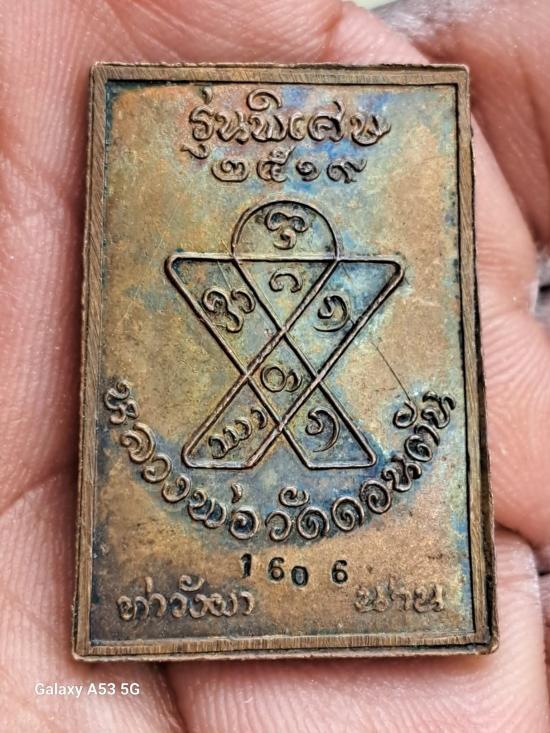 รุ่นพิเศษ
๒๕๑๙
หลวงพ่อวัดดอนตัน
1606
ท่าวังผา น่าน
Galaxy A53 5G